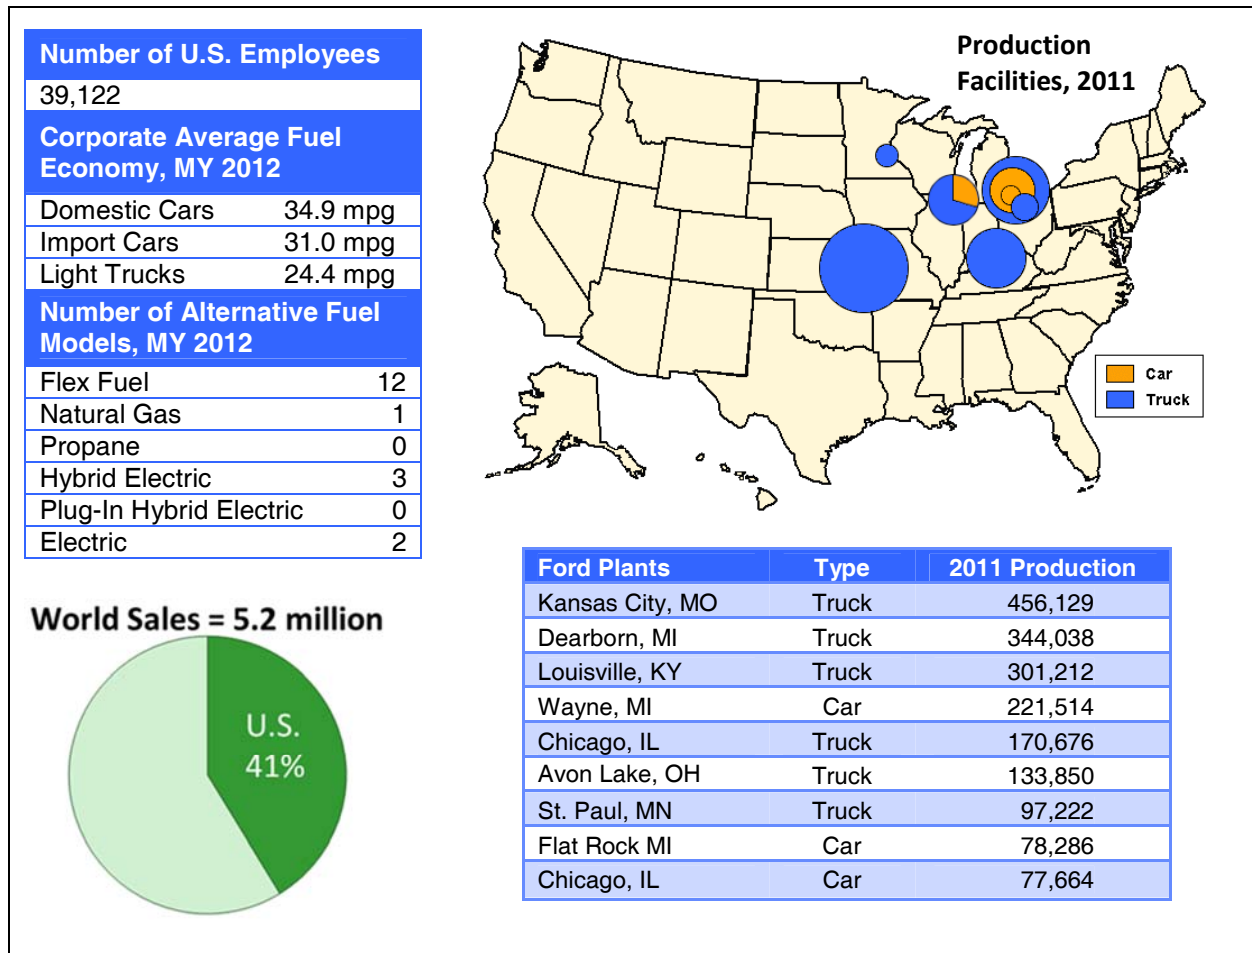 Number of U.S. Employees
39,122
Corporate Average Fuel
Economy, MY 2012
Domestic Cars 34.9 mpg
Import Cars 31.0 mpg
Light Trucks 24.4 mpg
Number of Alternative Fuel
Models, MY 2012
Flex Fuel 12
Natural Gas 1
Propane 0
Hybrid Electric 3
Plug-In Hybrid Electric 0
Electric 2
World Sales = 5.2 million
U.S.
41%
Production
Facilities, 2011
Car
Truck
Ford Plants Type 2011 Production
Kansas City, MO Truck 456,129
Dearborn, MI Truck 344,038
Louisville, KY Truck 301,212
Wayne, MI Car 221,514
Chicago, IL Truck 170,676
Avon Lake, OH Truck 133,850
St. Paul, MN Truck 97,222
Flat Rock MI Car 78,286
Chicago, IL Car 77,664